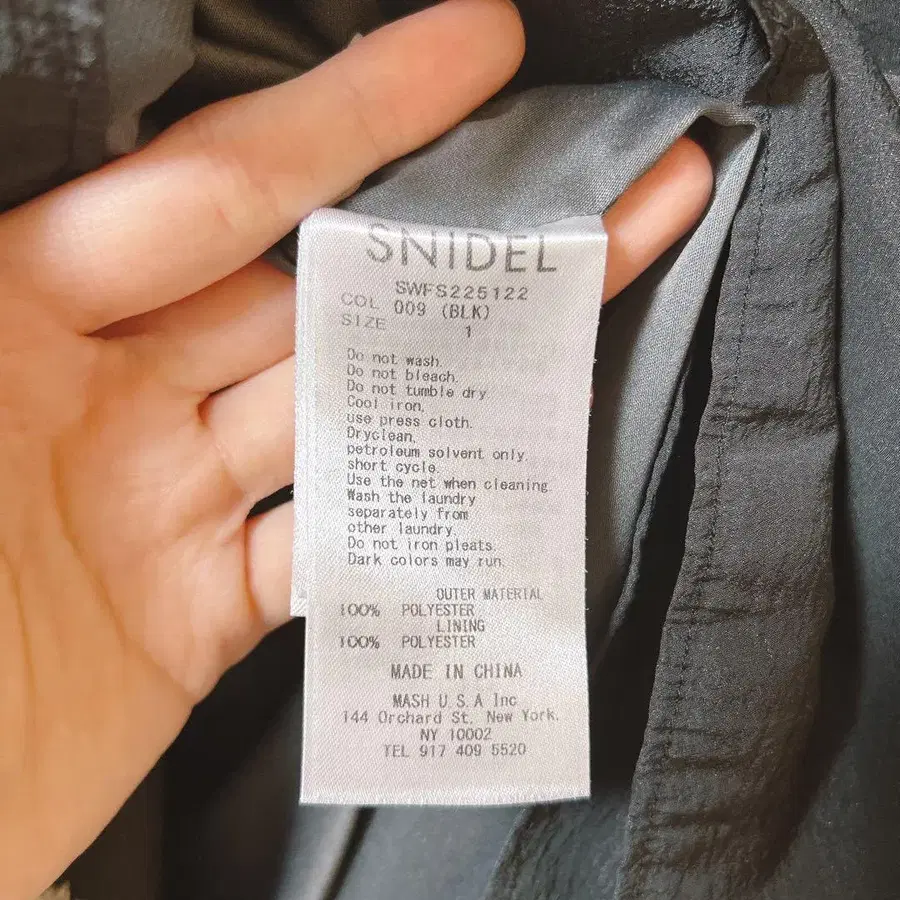 SNIDEL
SWFS225122
COL 009 (BLK)
SIZE 1
Do not wash.
Do not bleach.
Do not tumble dry
Cool iron,
use press cloth.
Dryclean,
petroleum solvent only,
short cycle.
Use the net when cleaning.
Wash the laundry
separately from
other laundry.
Do not iron pleats.
Dark colors may run.
OUTER MATERIAL
100% POLYESTER
LINING
100% POLYESTER
MADE IN CHINA
MASH U.S.A Inc
144 Orchard St. New York.
NY 10002
TEL 917 409 5520